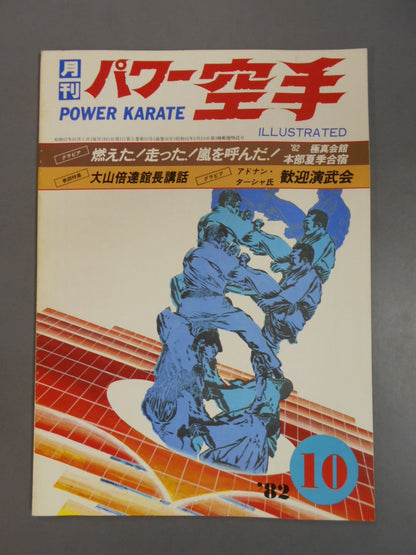 月刊 パワー空手
POWER KARATE
ILLUSTRATED
グラビア 燃えた!走った!嵐を呼んだ! '82 極真会館 本部夏季合宿
大山倍達館長講話 グラビア アドナン・ターシャ氏 歓迎演武会
'82 10